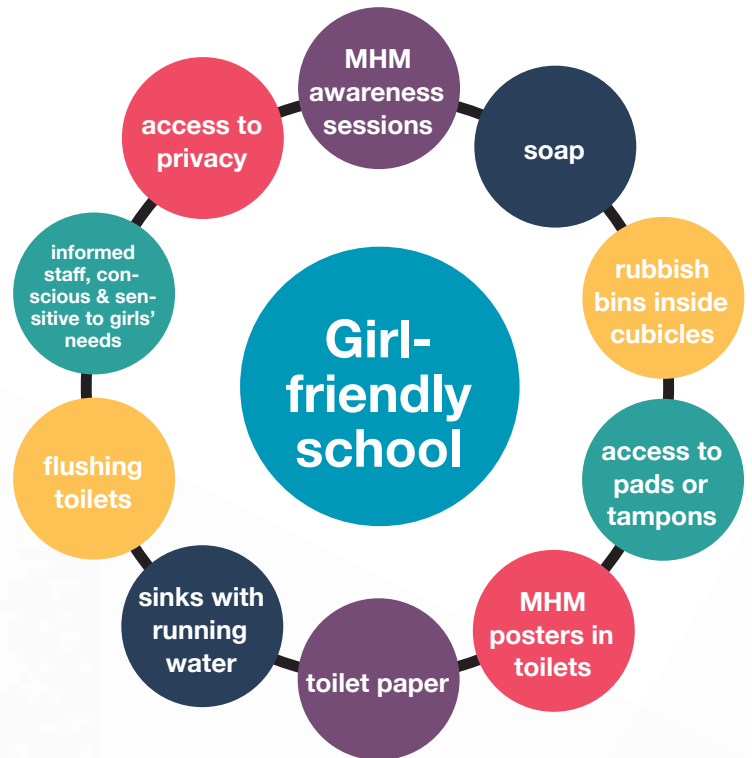 MHM
awareness
sessions
soap
rubbish
bins inside
cubicles
access to
pads or
tampons
MHM
posters in
toilets
toilet paper
sinks with
running
water
flushing
toilets
informed
staff, con-
scious & sen-
sitive to girls’
needs
access to
privacy
Girl-
friendly
school